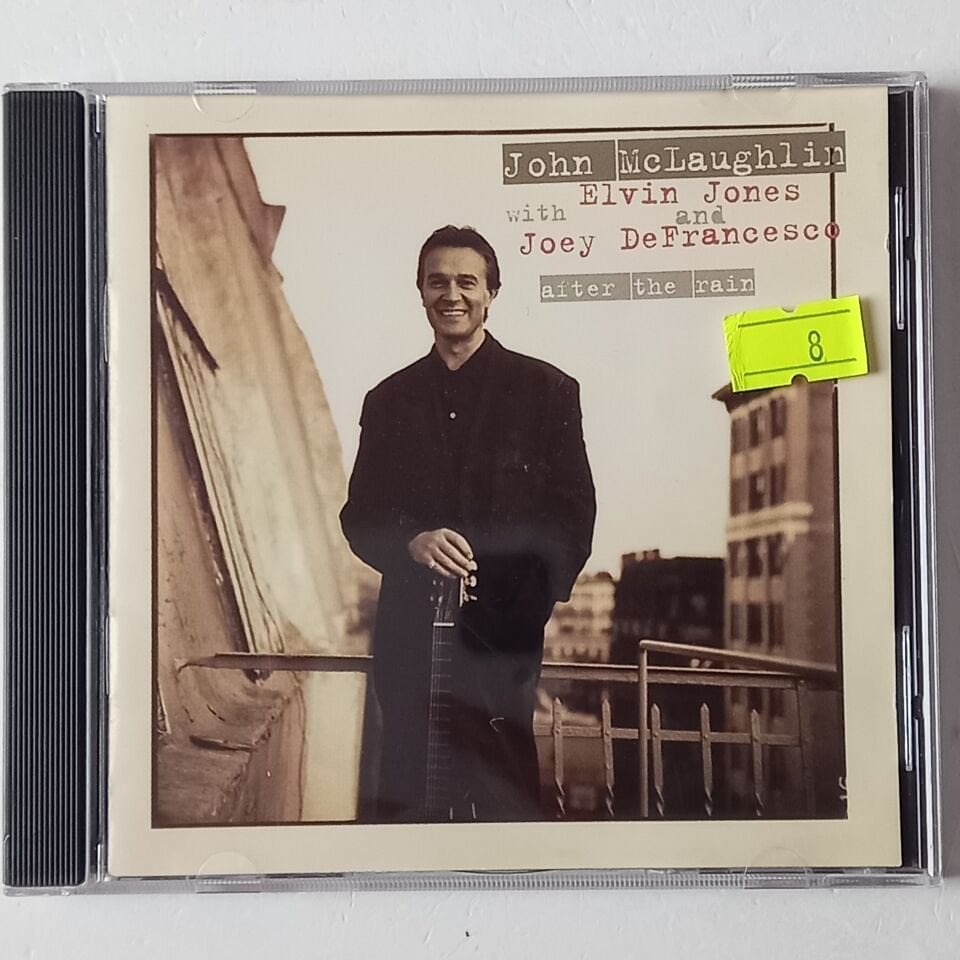 John McLaughlin
Elvin Jones
with and
Joey DeFrancesco
after the rain
8